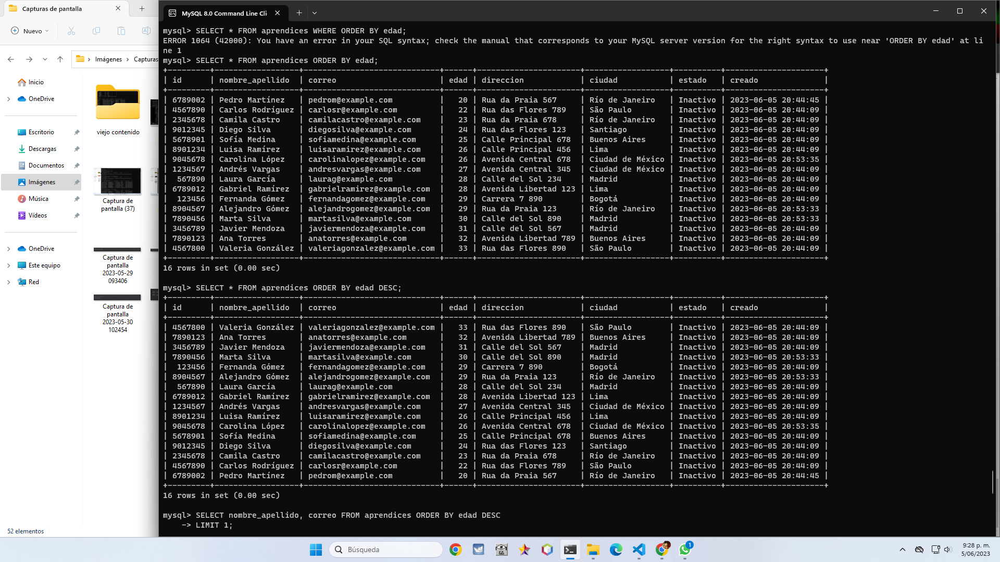 Capturas de pantalla
Nuevo
Imágenes > Capturas
Inicio
OneDrive
Escritorio
Descargas
Documentos
Imágenes
Música
Vídeos
OneDrive
Este equipo
Red
viejo contenido
Captura de
pantalla (37)
Captura de
pantalla
2023-05-29
093406
Captura de
pantalla
2023-05-30
102454
52 elementos
MySQL 8.0 Command Line Cli
mysql> SELECT * FROM aprendices WHERE ORDER BY edad;
ERROR 1064 (42000): You have an error in your SQL syntax; check the manual that corresponds to your MySQL server version for the right syntax to use near 'ORDER BY edad' at li
ne 1
mysql> SELECT * FROM aprendices ORDER BY edad;
| id | nombre_apellido | correo | edad | direccion | ciudad | estado | creado |
| 6789002 | Pedro Martínez | pedrom@example.com | 20 | Rua da Praia 567 | Río de Janeiro | Inactivo | 2023-06-05 20:44:45 |
| 4567890 | Carlos Rodríguez | carlosr@example.com | 22 | Rua das Flores 789 | São Paulo | Inactivo | 2023-06-05 20:44:09 |
| 2345678 | Camila Castro | camilacastro@example.com | 23 | Rua da Praia 678 | Río de Janeiro | Inactivo | 2023-06-05 20:44:09 |
| 9012345 | Diego Silva | diegosilva@example.com | 24 | Rua das Flores 123 | Santiago | Inactivo | 2023-06-05 20:44:09 |
| 5678901 | Sofía Medina | sofiamedina@example.com | 25 | Calle Principal 678 | Buenos Aires | Inactivo | 2023-06-05 20:44:09 |
| 8901234 | Luisa Ramírez | luisaramirez@example.com | 26 | Calle Principal 456 | Lima | Inactivo | 2023-06-05 20:44:09 |
| 9045678 | Carolina López | carolinalopez@example.com | 26 | Avenida Central 678 | Ciudad de México | Inactivo | 2023-06-05 20:53:35 |
| 1234567 | Andrés Vargas | andresvargas@example.com | 27 | Avenida Central 345 | Ciudad de México | Inactivo | 2023-06-05 20:44:09 |
| 567890 | Laura García | laurag@example.com | 28 | Calle del Sol 234 | Madrid | Inactivo | 2023-06-05 20:44:09 |
| 6789012 | Gabriel Ramírez | gabrielramirez@example.com | 28 | Avenida Libertad 123 | Lima | Inactivo | 2023-06-05 20:44:09 |
| 123456 | Fernanda Gómez | fernandagomez@example.com | 29 | Carrera 7 890 | Bogotá | Inactivo | 2023-06-05 20:44:09 |
| 8904567 | Alejandro Gómez | alejandrogomez@example.com | 29 | Rua da Praia 123 | Río de Janeiro | Inactivo | 2023-06-05 20:53:33 |
| 7890456 | Marta Silva | martasilva@example.com | 30 | Calle del Sol 890 | Madrid | Inactivo | 2023-06-05 20:53:33 |
| 3456789 | Javier Mendoza | javiermendoza@example.com | 31 | Calle del Sol 567 | Madrid | Inactivo | 2023-06-05 20:44:09 |
| 7890123 | Ana Torres | anatorres@example.com | 32 | Avenida Libertad 789 | Buenos Aires | Inactivo | 2023-06-05 20:44:09 |
| 4567800 | Valeria González | valeriagonzalez@example.com | 33 | Rua das Flores 890 | São Paulo | Inactivo | 2023-06-05 20:44:09 |
16 rows in set (0.00 sec)
mysql> SELECT * FROM aprendices ORDER BY edad DESC;
| id | nombre_apellido | correo | edad | direccion | ciudad | estado | creado |
| 4567800 | Valeria González | valeriagonzalez@example.com | 33 | Rua das Flores 890 | São Paulo | Inactivo | 2023-06-05 20:44:09 |
| 7890123 | Ana Torres | anatorres@example.com | 32 | Avenida Libertad 789 | Buenos Aires | Inactivo | 2023-06-05 20:44:09 |
| 3456789 | Javier Mendoza | javiermendoza@example.com | 31 | Calle del Sol 567 | Madrid | Inactivo | 2023-06-05 20:44:09 |
| 7890456 | Marta Silva | martasilva@example.com | 30 | Calle del Sol 890 | Madrid | Inactivo | 2023-06-05 20:53:33 |
| 123456 | Fernanda Gómez | fernandagomez@example.com | 29 | Carrera 7 890 | Bogotá | Inactivo | 2023-06-05 20:44:09 |
| 8904567 | Alejandro Gómez | alejandrogomez@example.com | 29 | Rua da Praia 123 | Río de Janeiro | Inactivo | 2023-06-05 20:53:33 |
| 567890 | Laura García | laurag@example.com | 28 | Calle del Sol 234 | Madrid | Inactivo | 2023-06-05 20:44:09 |
| 6789012 | Gabriel Ramírez | gabrielramirez@example.com | 28 | Avenida Libertad 123 | Lima | Inactivo | 2023-06-05 20:44:09 |
| 1234567 | Andrés Vargas | andresvargas@example.com | 27 | Avenida Central 345 | Ciudad de México | Inactivo | 2023-06-05 20:44:09 |
| 8901234 | Luisa Ramírez | luisaramirez@example.com | 26 | Calle Principal 456 | Lima | Inactivo | 2023-06-05 20:44:09 |
| 9045678 | Carolina López | carolinalopez@example.com | 26 | Avenida Central 678 | Ciudad de México | Inactivo | 2023-06-05 20:53:35 |
| 5678901 | Sofía Medina | sofiamedina@example.com | 25 | Calle Principal 678 | Buenos Aires | Inactivo | 2023-06-05 20:44:09 |
| 9012345 | Diego Silva | diegosilva@example.com | 24 | Rua das Flores 123 | Santiago | Inactivo | 2023-06-05 20:44:09 |
| 2345678 | Camila Castro | camilacastro@example.com | 23 | Rua da Praia 678 | Río de Janeiro | Inactivo | 2023-06-05 20:44:09 |
| 4567890 | Carlos Rodríguez | carlosr@example.com | 22 | Rua das Flores 789 | São Paulo | Inactivo | 2023-06-05 20:44:09 |
| 6789002 | Pedro Martínez | pedrom@example.com | 20 | Rua da Praia 567 | Río de Janeiro | Inactivo | 2023-06-05 20:44:45 |
16 rows in set (0.00 sec)
mysql> SELECT nombre_apellido, correo FROM aprendices ORDER BY edad DESC
-> LIMIT 1;
Búsqueda
1
9:28 p. m.
5/06/2023